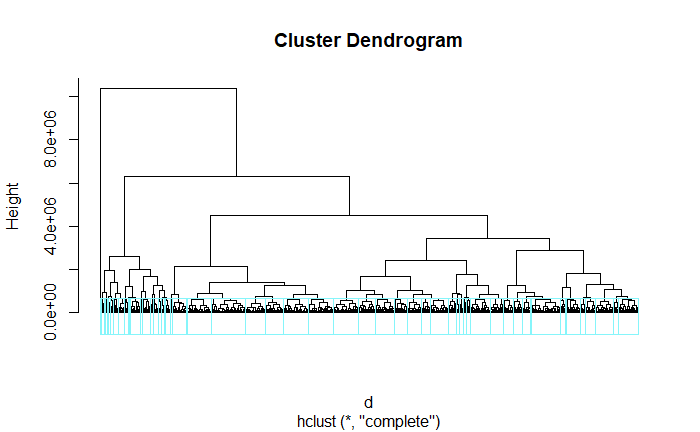 Cluster Dendrogram
Height
8.0e+06
4.0e+06
0.0e+00
d
hclust (*, "complete")